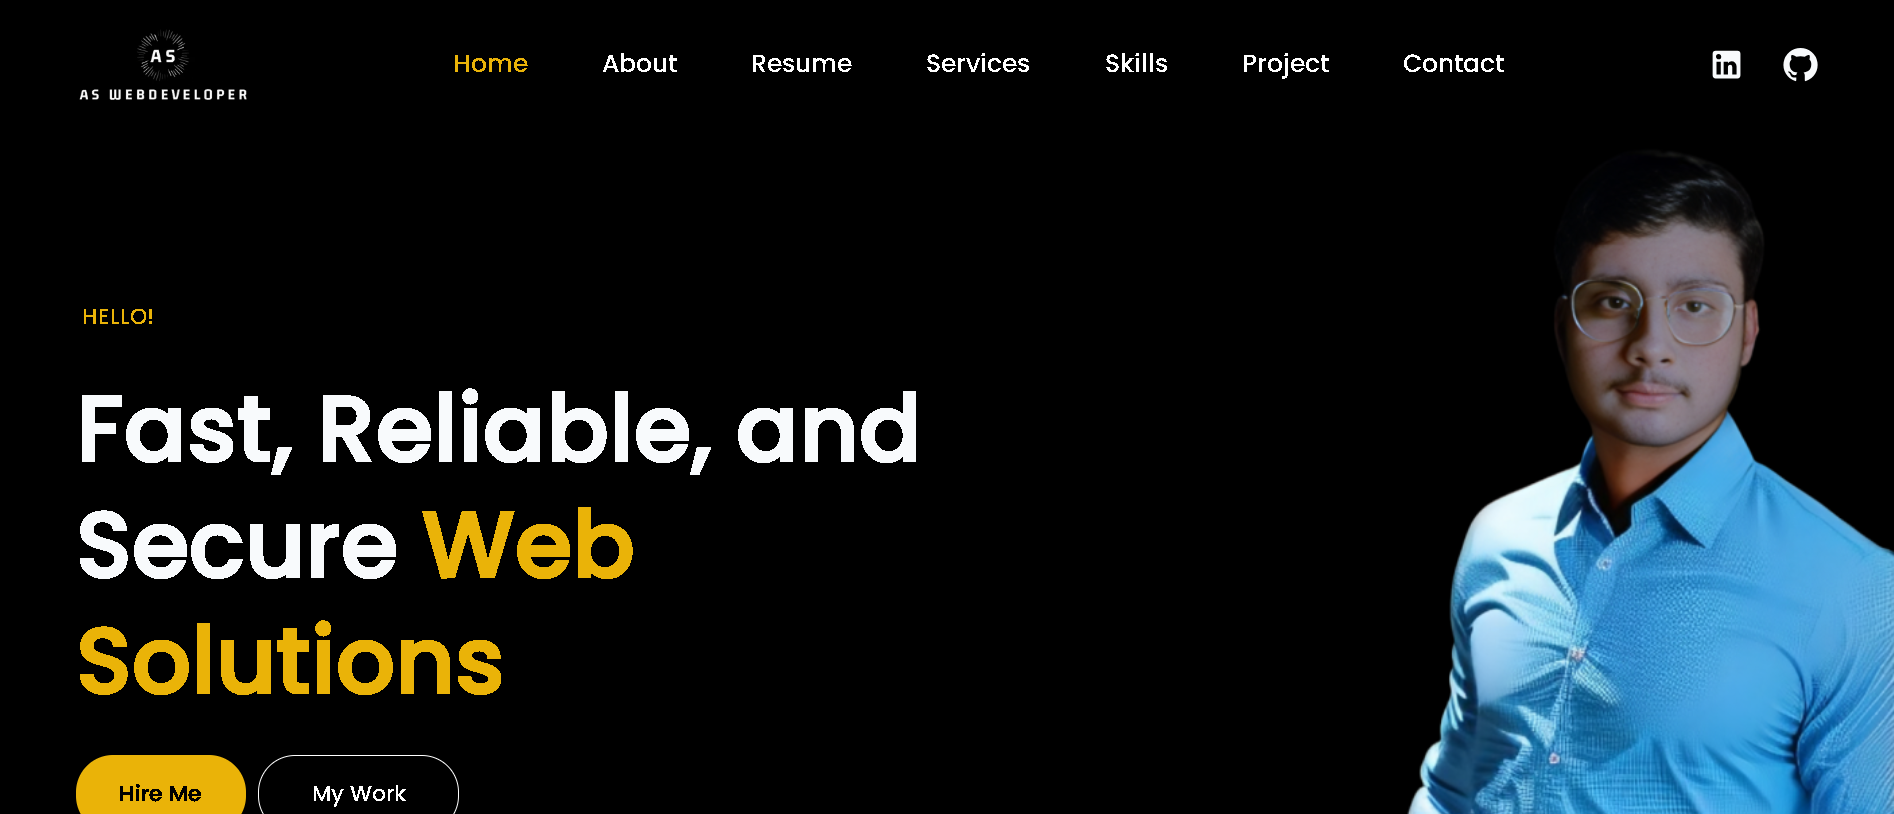 AS
AS WEBDEVELOPER
Home About Resume Services Skills Project Contact
in
HELLO!
Fast, Reliable, and
Secure Web
Solutions
Hire Me My Work